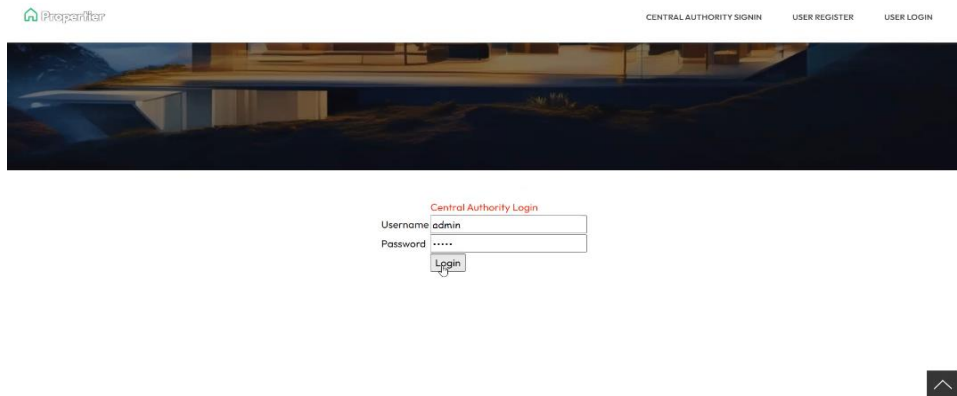 Propertier
CENTRAL AUTHORITY SIGNIN USER REGISTER USER LOGIN
Central Authority Login
Username admin
Password •••••
Login